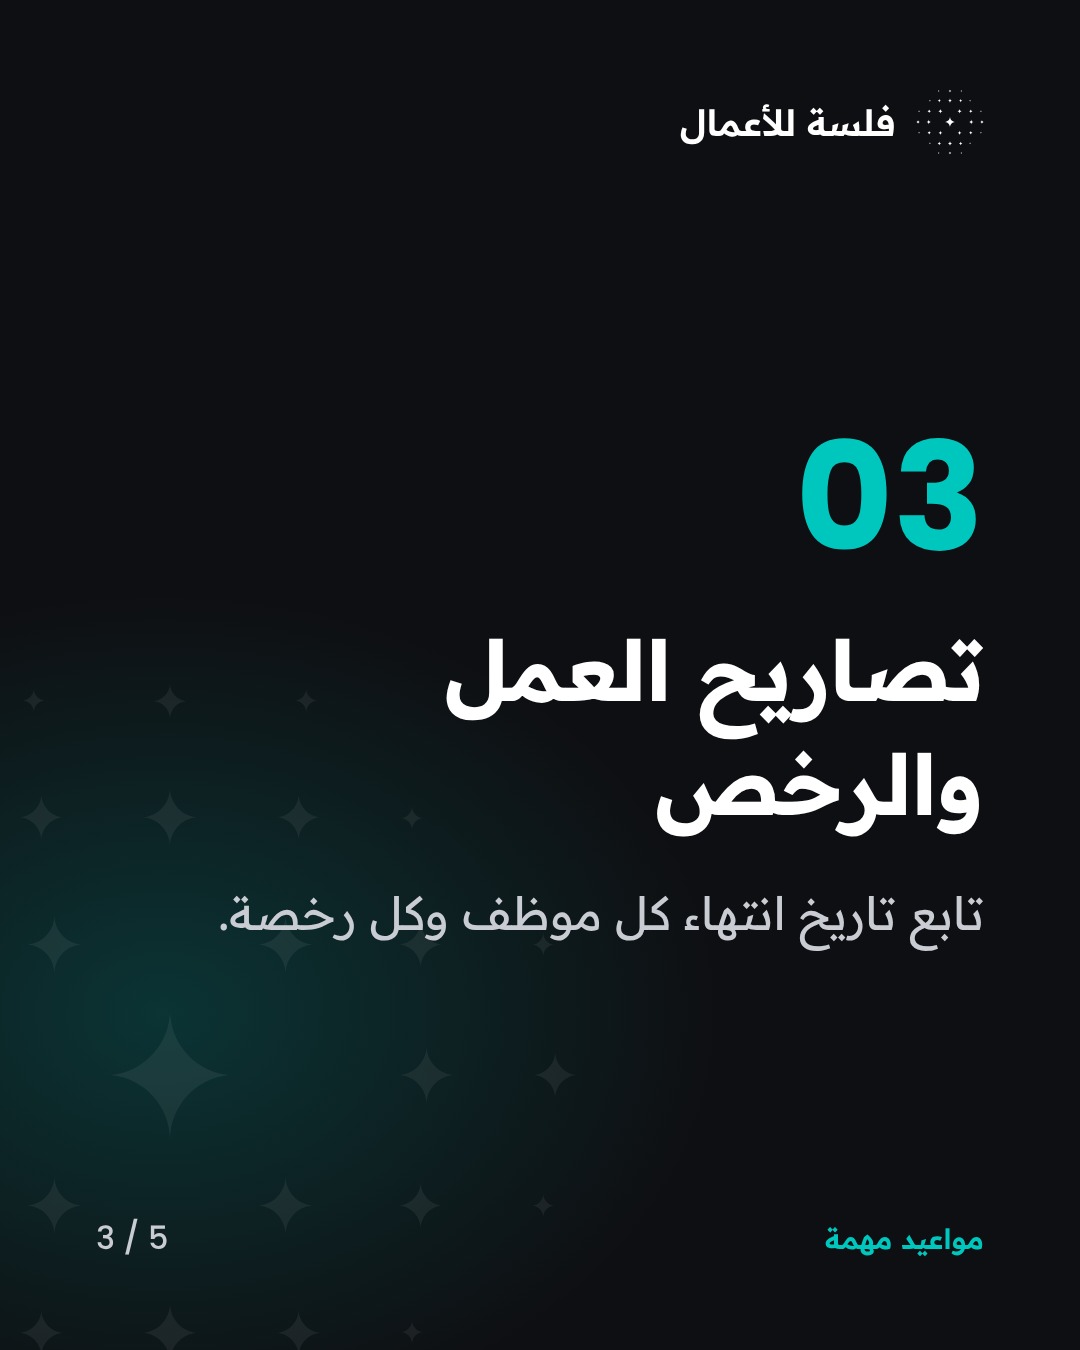 فلسة للأعمال
03
تصاريح العمل
والرخص
تابع تاريخ انتهاء كل موظف وكل رخصة.
مواعيد مهمة
3 / 5